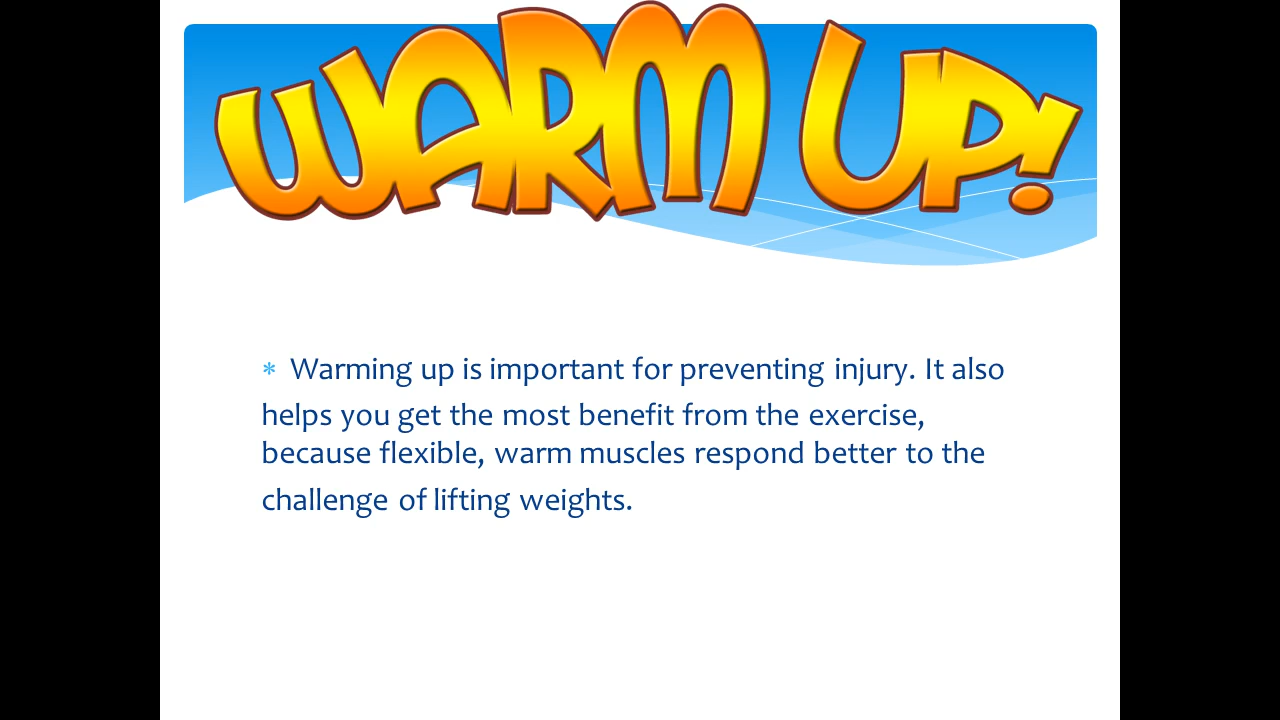 WARM UP!
* Warming up is important for preventing injury. It also
helps you get the most benefit from the exercise,
because flexible, warm muscles respond better to the
challenge of lifting weights.